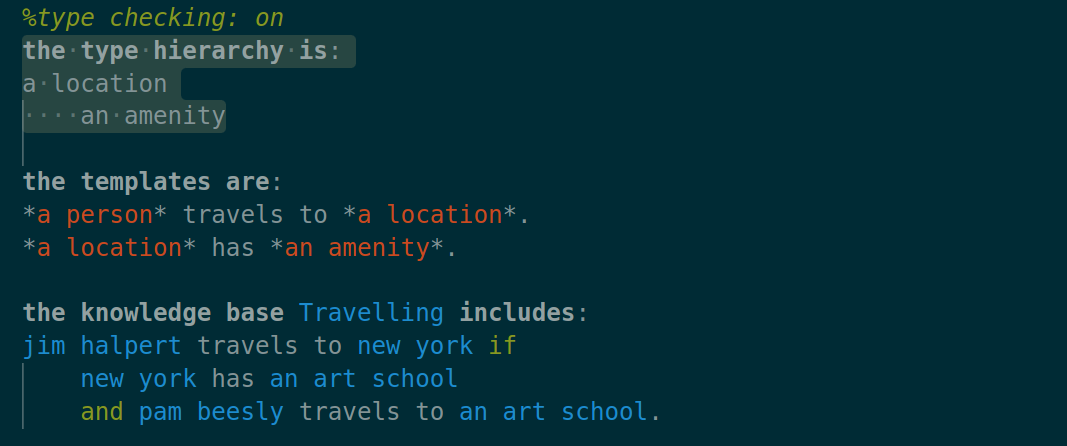 %type checking: on
the type hierarchy is:
a location
    an amenity
the templates are:
*a person* travels to *a location*.
*a location* has *an amenity*.
the knowledge base Travelling includes:
jim halpert travels to new york if
    new york has an art school
    and pam beesly travels to an art school.